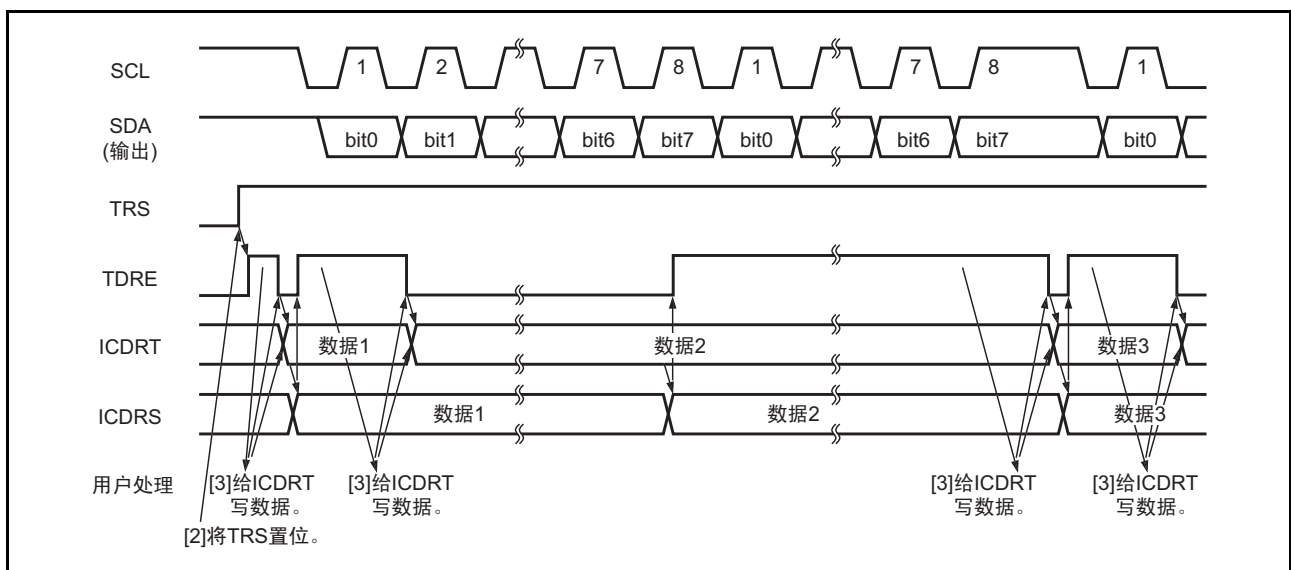 SCL
1 2 7 8 1 7 8 1
SDA
(输出)
bit0 bit1 bit6 bit7 bit0 bit6 bit7 bit0
TRS
TDRE
ICDRT
数据1 数据2 数据3
ICDRS
数据1 数据2 数据3
用户处理
[3]给ICDRT [3]给ICDRT [3]给ICDRT [3]给ICDRT
写数据。 写数据。 写数据。 写数据。
[2]将TRS置位。